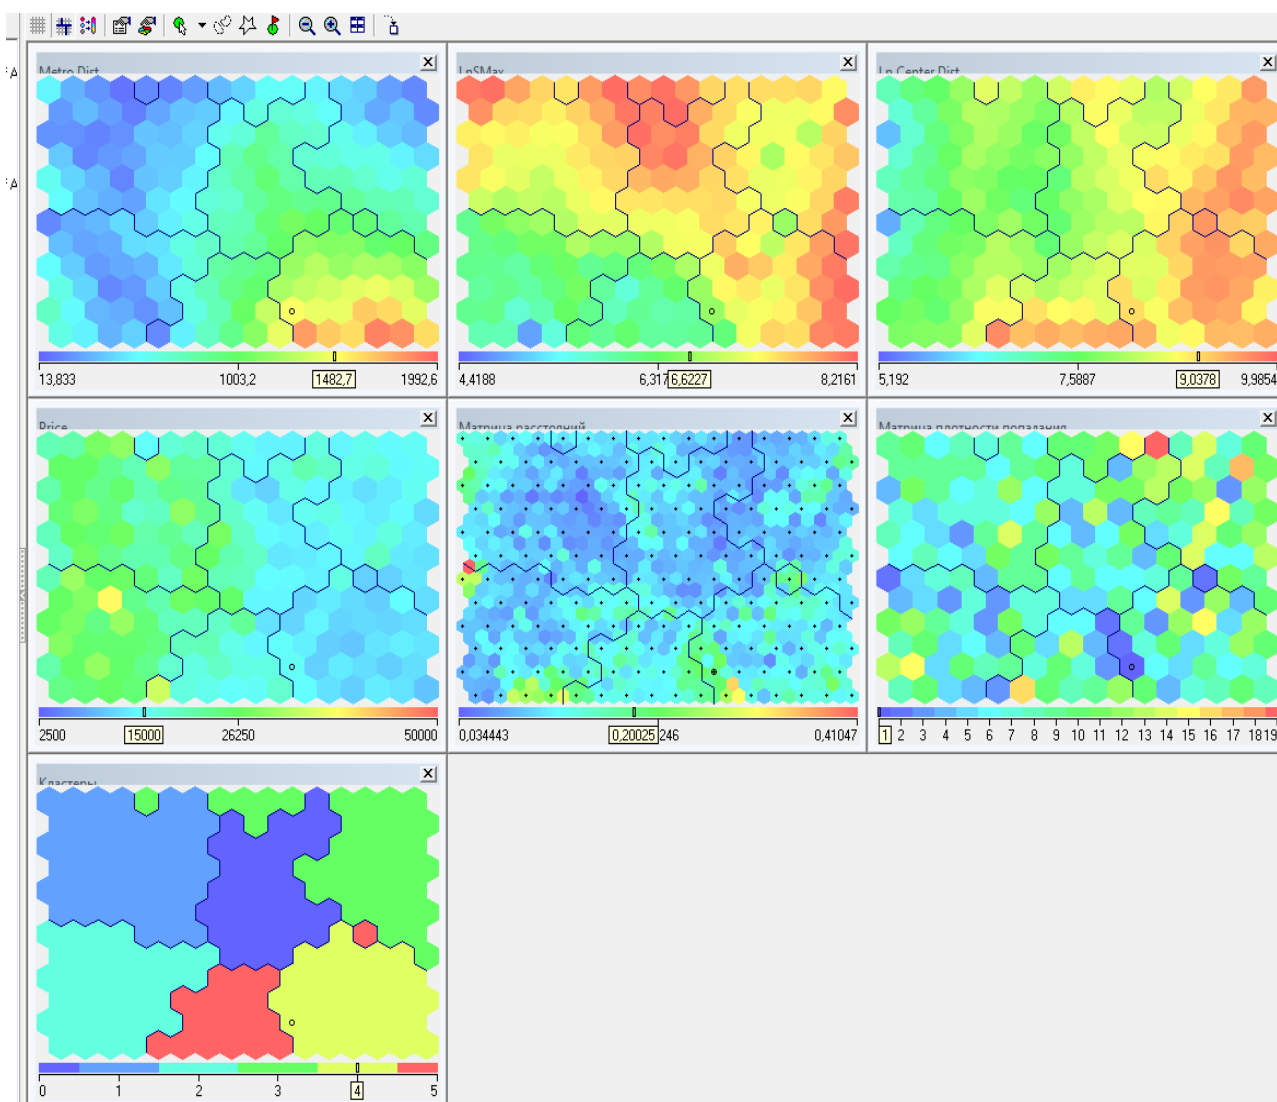 Metro Dist
LnSMax
Ln Center Dist
13,833 1003,2 1482,7 1992,6
4,4188 6,317 6,6227 8,2161
5,192 7,5887 9,0378 9,9854
Price
Матрица расстояний
Матрица плотности попадания
2500 15000 26250 50000
0,034443 0,20025 246 0,41047
1 2 3 4 5 6 7 8 9 10 11 12 13 14 15 16 17 18 19
Кластеры
0 1 2 3 4 5